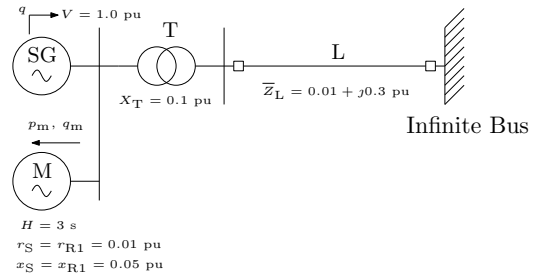 q
V = 1.0 pu
T
SG
L
X_T = 0.1 pu
Z̅_L = 0.01 + ȷ0.3 pu
Infinite Bus
p_m, q_m
M
H = 3 s
r_S = r_R1 = 0.01 pu
x_S = x_R1 = 0.05 pu